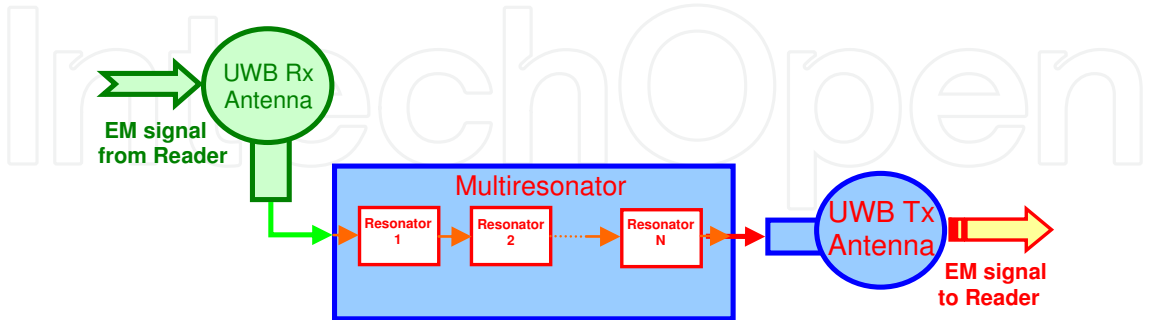 IntechOpen
UWB Rx
Antenna
EM signal
from Reader
Multiresonator
Resonator
1
Resonator
2
Resonator
N
UWB Tx
Antenna
EM signal
to Reader